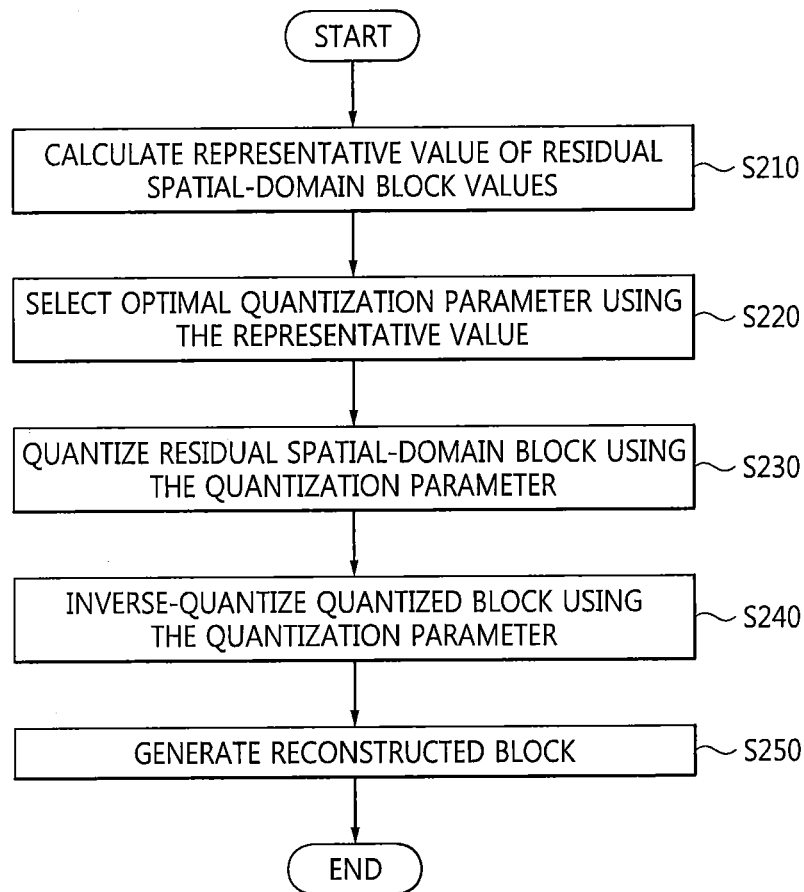 START
CALCULATE REPRESENTATIVE VALUE OF RESIDUAL
SPATIAL-DOMAIN BLOCK VALUES
S210
SELECT OPTIMAL QUANTIZATION PARAMETER USING
THE REPRESENTATIVE VALUE
S220
QUANTIZE RESIDUAL SPATIAL-DOMAIN BLOCK USING
THE QUANTIZATION PARAMETER
S230
INVERSE-QUANTIZE QUANTIZED BLOCK USING
THE QUANTIZATION PARAMETER
S240
GENERATE RECONSTRUCTED BLOCK
S250
END